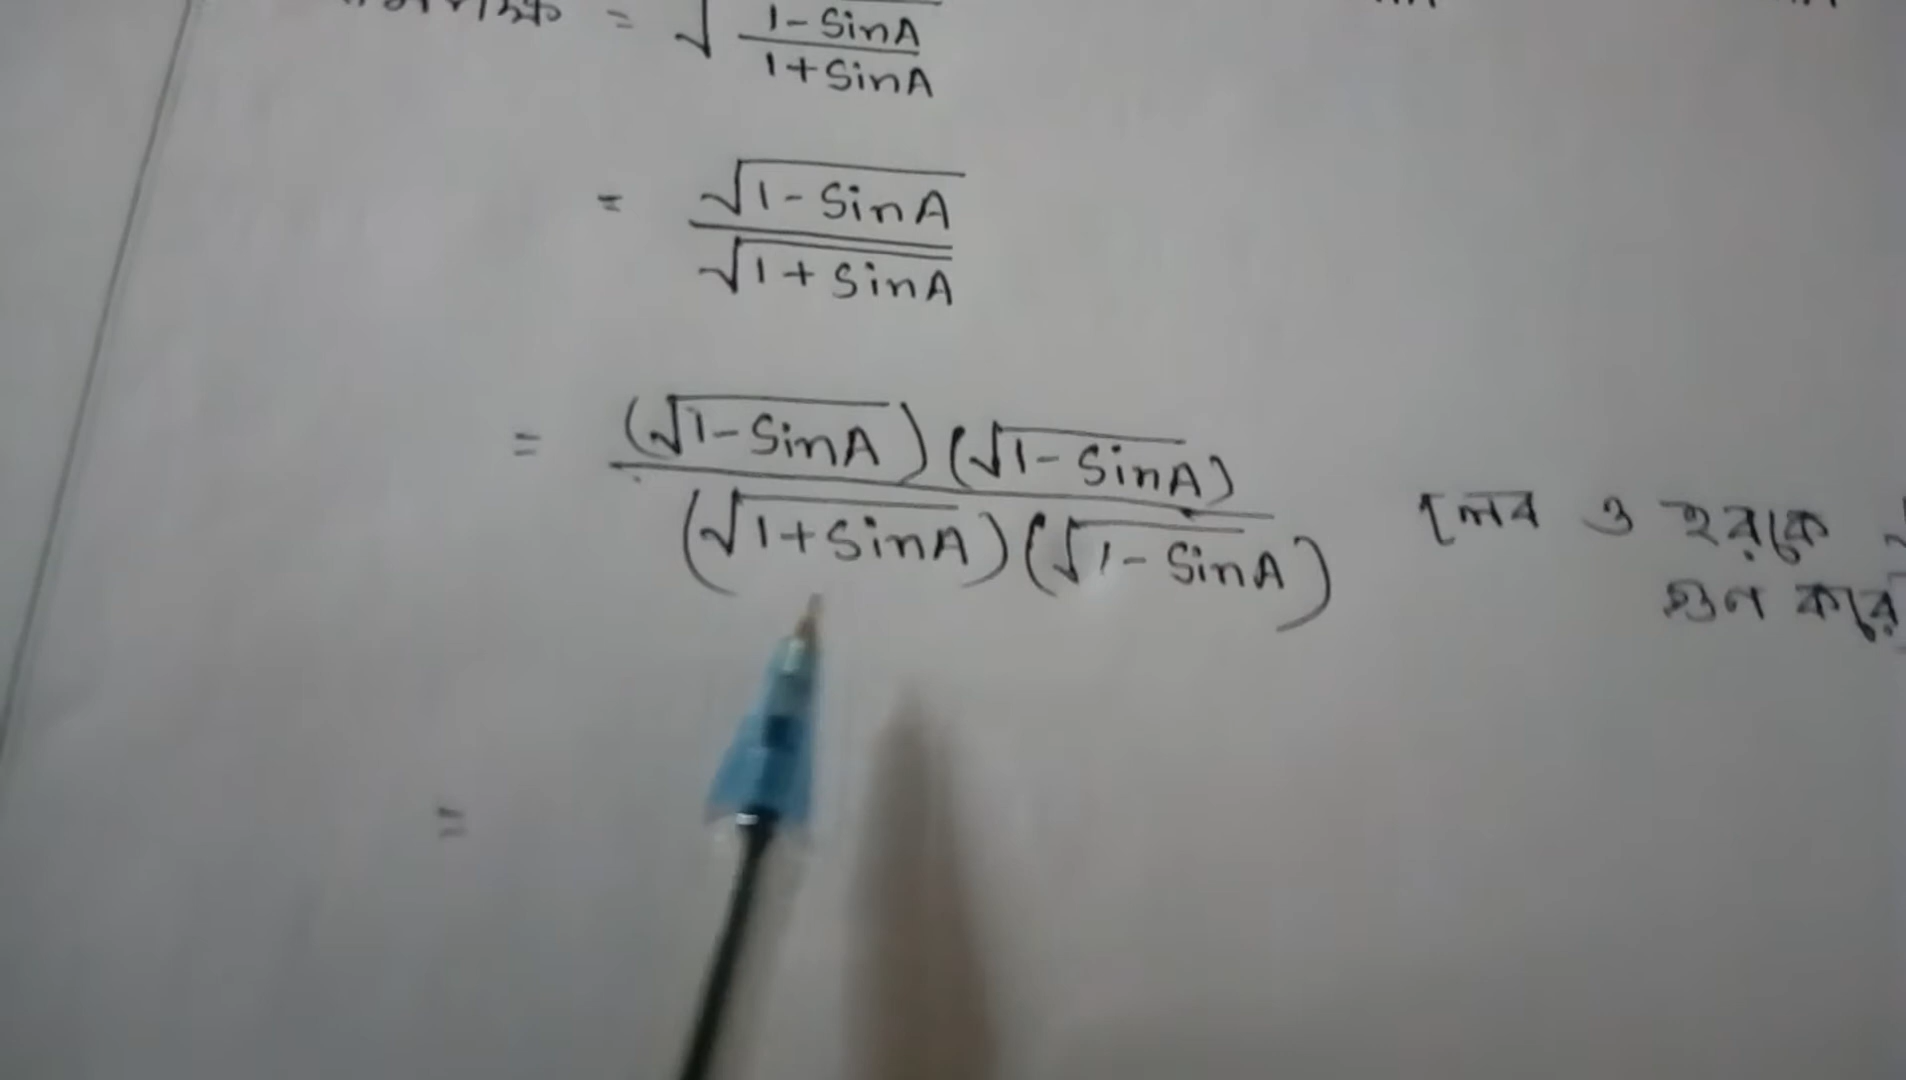 = √(1-SinA)/(1+SinA)
= √(1-SinA)/√(1+SinA)
= (√1-SinA)(√1-SinA)/(√1+SinA)(√1-SinA) [লব ও হরকে
গুন করে
=